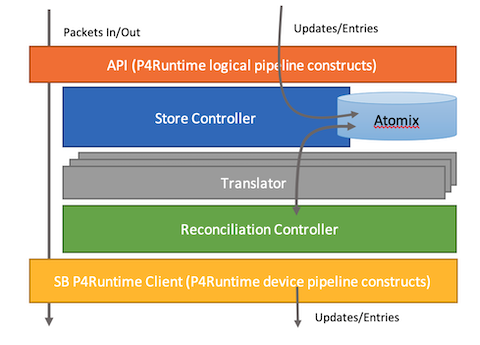 Packets In/Out
Updates/Entries
API (P4Runtime logical pipeline constructs)
Store Controller
Atomix
Translator
Reconciliation Controller
SB P4Runtime Client (P4Runtime device pipeline constructs)
Updates/Entries